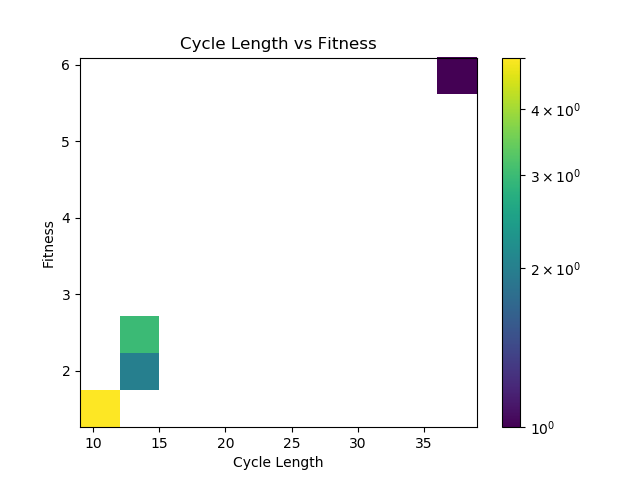 Cycle Length vs Fitness
6
5
4
3
2
Fitness
10 15 20 25 30 35
Cycle Length
4 × 10⁰
3 × 10⁰
2 × 10⁰
10⁰